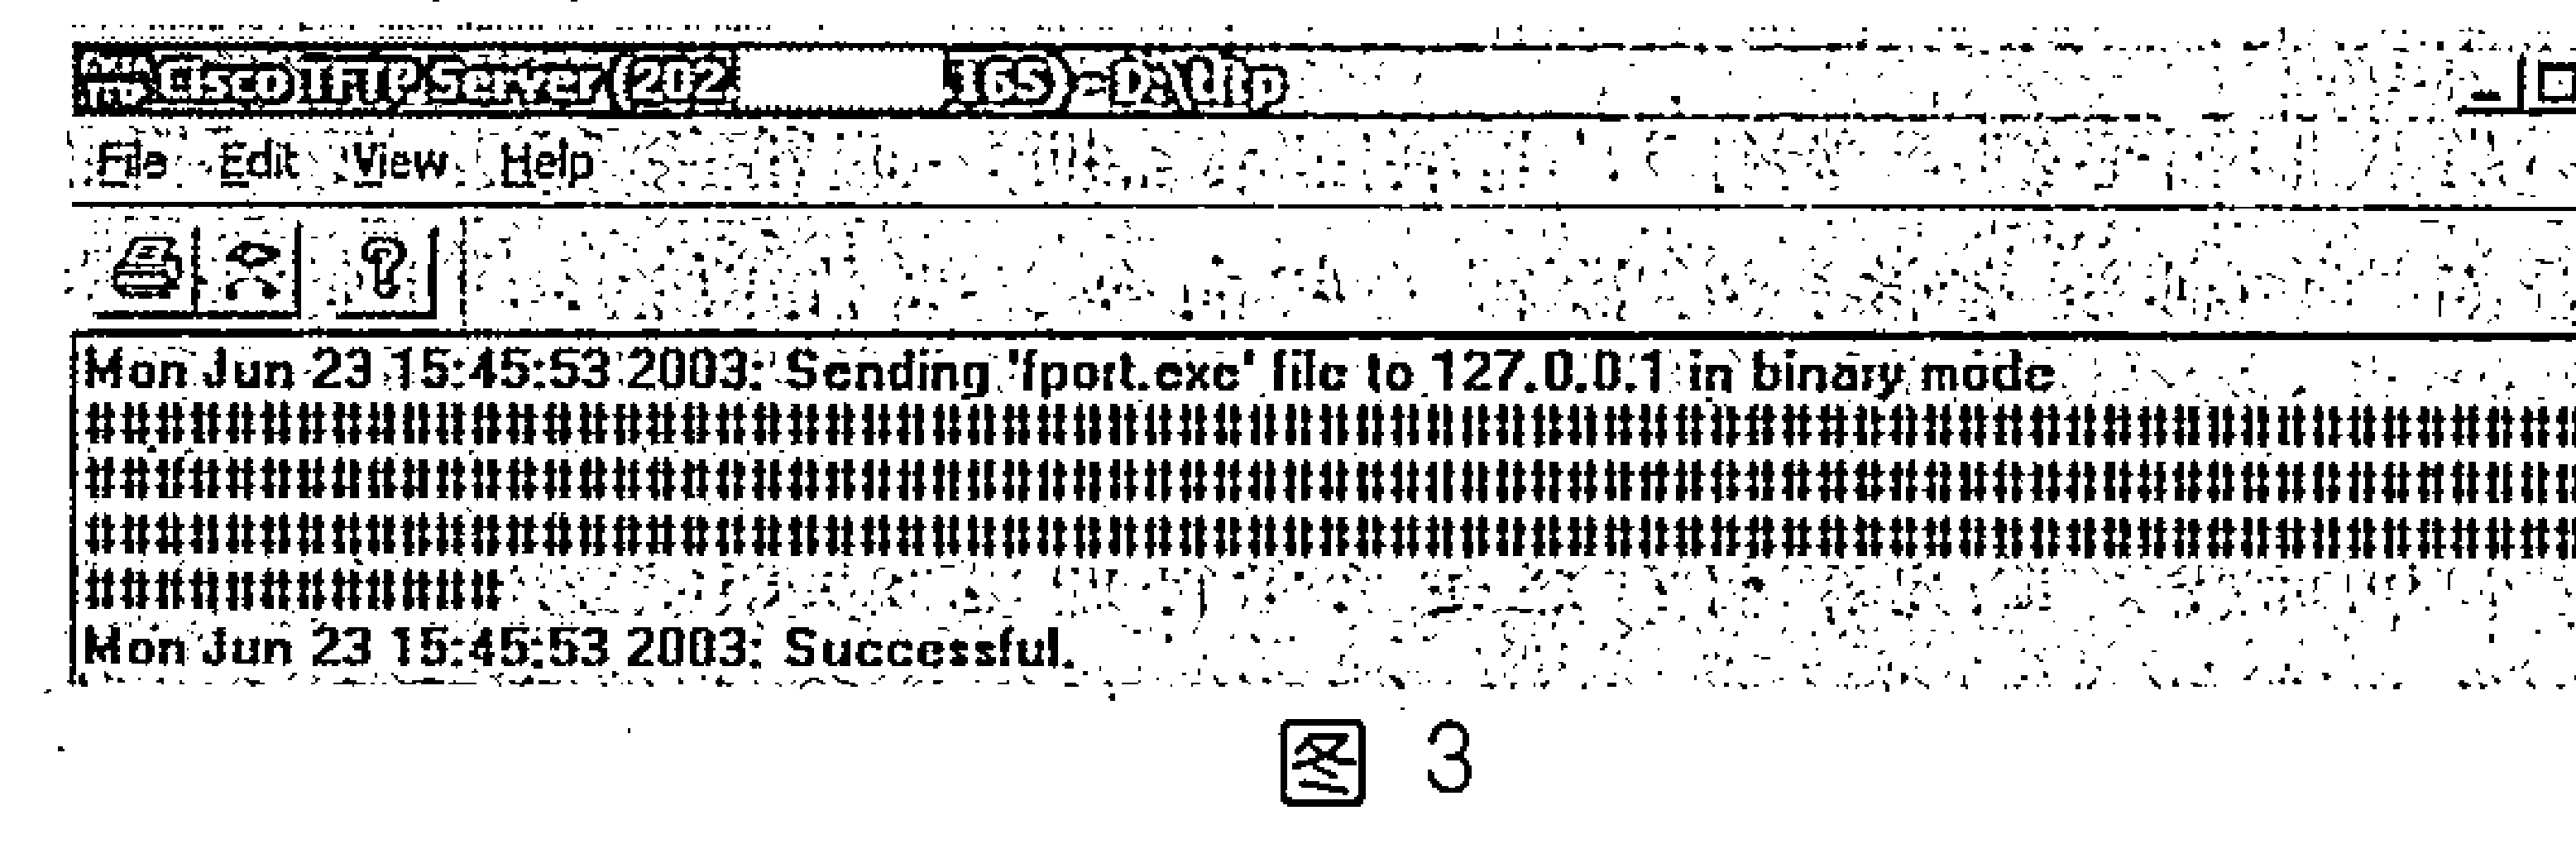 Cisco TFTP Server (202 165) - D:\tftp
File Edit View Help
Mon Jun 23 15:45:53 2003: Sending 'fport.exe' file to 127.0.0.1 in binary mode
######################################################################
######################################################################
######################################################################
############
Mon Jun 23 15:45:53 2003: Successful.
图 3